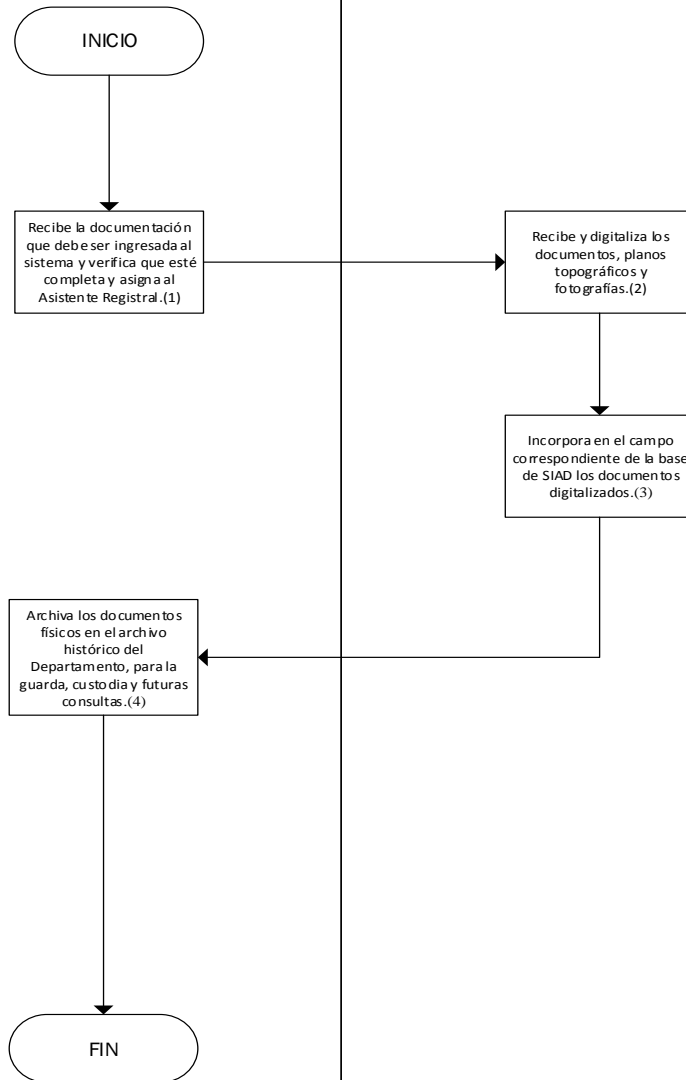 INICIO
Recibe la documentación
que debe ser ingresada al
sistema y verifica que esté
completa y asigna al
Asistente Registral.(1)
Recibe y digitaliza los
documentos, planos
topográficos y
fotografías.(2)
Incorpora en el campo
correspondiente de la base
de SIAD los documentos
digitalizados.(3)
Archiva los documentos
físicos en el archivo
histórico del
Departamento, para la
guarda, custodia y futuras
consultas.(4)
FIN